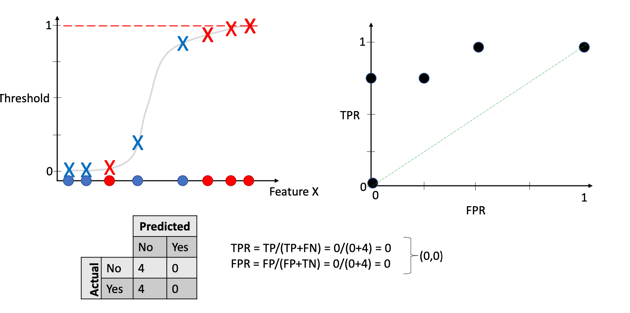 1
Threshold
0
Feature X
1
TPR
0
0
1
FPR
Predicted
No Yes
Actual
No 4 0
Yes 4 0
TPR = TP/(TP+FN) = 0/(0+4) = 0
FPR = FP/(FP+TN) = 0/(0+4) = 0
(0,0)